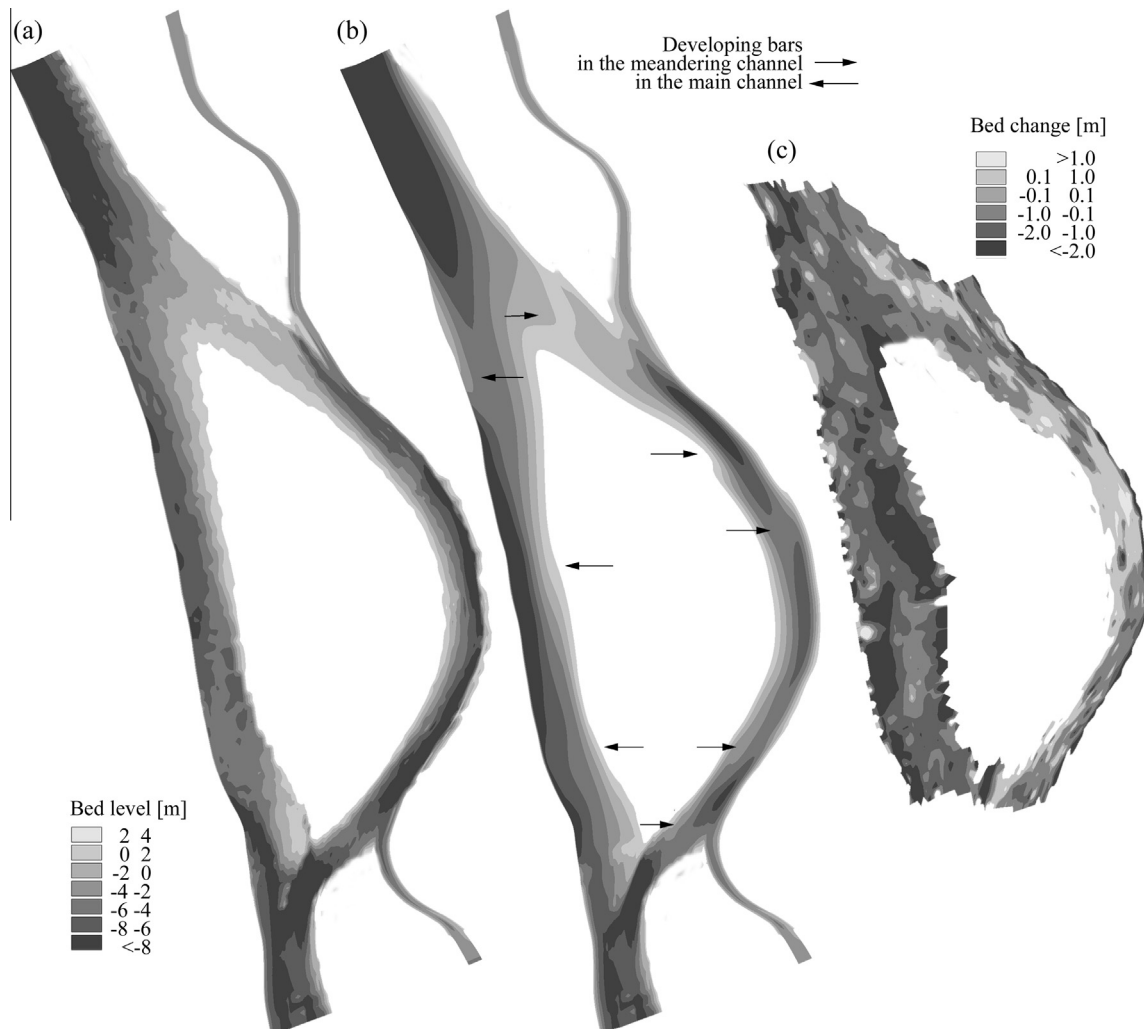 (a)
(b)
Developing bars
in the meandering channel
in the main channel
Bed change [m]
(c)
>1.0
0.1 1.0
-0.1 0.1
-1.0 -0.1
-2.0 -1.0
<-2.0
Bed level [m]
2 4
0 2
-2 0
-4 -2
-6 -4
-8 -6
<-8